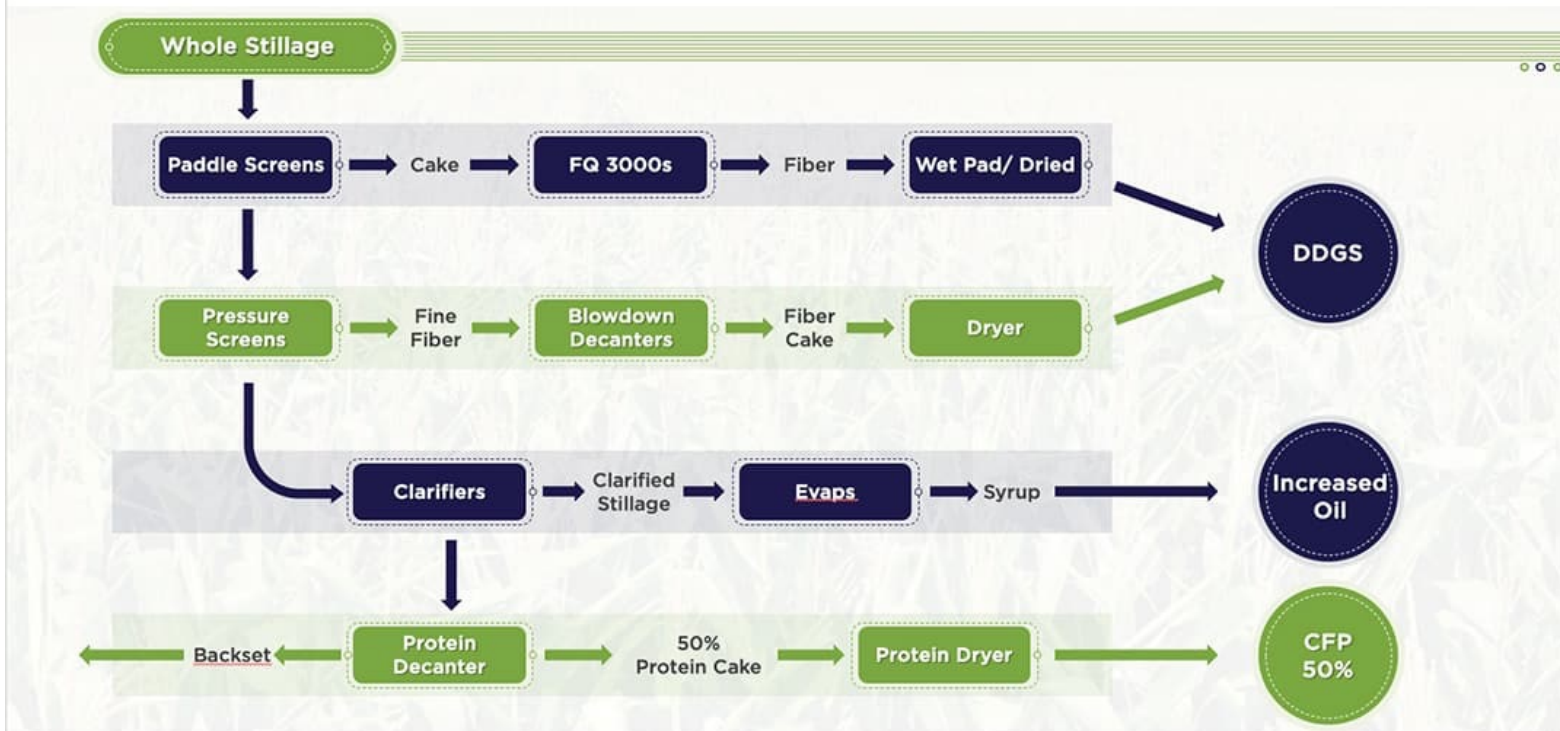 Whole Stillage
Paddle Screens
Cake
FQ 3000s
Fiber
Wet Pad/ Dried
DDGS
Pressure
Screens
Fine
Fiber
Blowdown
Decanters
Fiber
Cake
Dryer
Clarifiers
Clarified
Stillage
Evaps
Syrup
Increased
Oil
Backset
Protein
Decanter
50%
Protein Cake
Protein Dryer
CFP
50%